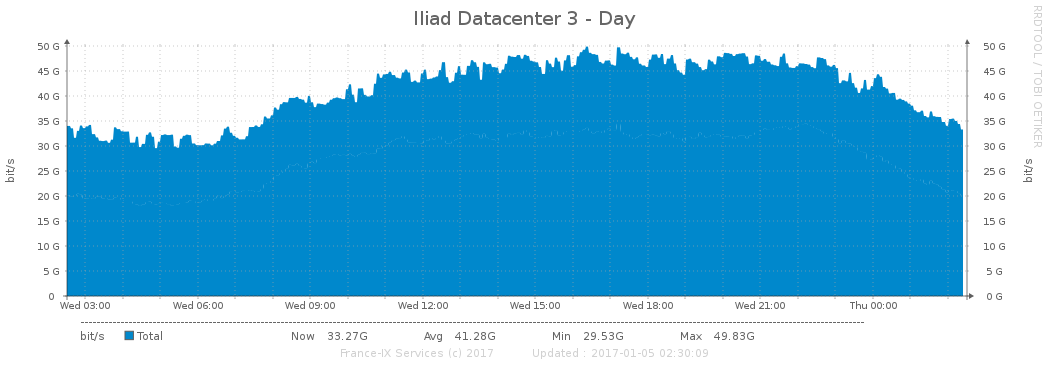 Iliad Datacenter 3 - Day
RRDTOOL / TOBI OETIKER
50 G 50 G
45 G 45 G
40 G 40 G
35 G 35 G
30 G 30 G
25 G 25 G
20 G 20 G
15 G 15 G
10 G 10 G
5 G 5 G
0 0 G
bit/s bit/s
Wed 03:00 Wed 06:00 Wed 09:00 Wed 12:00 Wed 15:00 Wed 18:00 Wed 21:00 Thu 00:00
bit/s Total Now 33.27G Avg 41.28G Min 29.53G Max 49.83G
France-IX Services (c) 2017 Updated : 2017-01-05 02:30:09